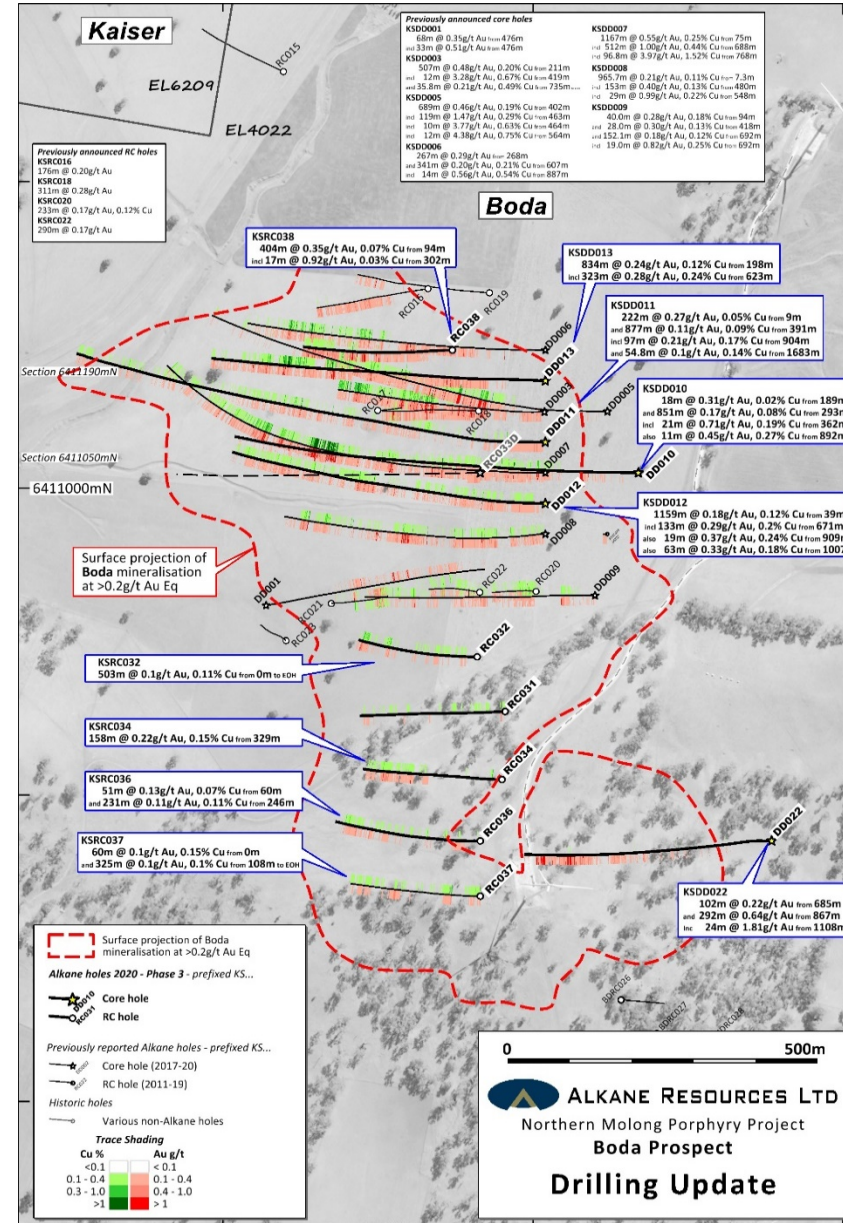 Kaiser
EL6209
EL4022
RC015
Previously announced RC holes
KSRC016
176m @ 0.20g/t Au
KSRC018
311m @ 0.28g/t Au
KSRC020
233m @ 0.17g/t Au, 0.12% Cu
KSRC022
290m @ 0.17g/t Au
Previously announced core holes
KSDD001
68m @ 0.35g/t Au from 476m
incl 33m @ 0.51g/t Au from 476m
KSDD003
507m @ 0.48g/t Au, 0.20% Cu from 211m
incl 12m @ 3.28g/t Au, 0.67% Cu from 419m
and 35.8m @ 0.21g/t Au, 0.49% Cu from 735m....
KSDD005
689m @ 0.46g/t Au, 0.19% Cu from 402m
incl 119m @ 1.47g/t Au, 0.29% Cu from 463m
incl 10m @ 3.77g/t Au, 0.63% Cu from 464m
incl 12m @ 4.38g/t Au, 0.75% Cu from 564m
KSDD006
267m @ 0.29g/t Au from 268m
and 341m @ 0.20g/t Au, 0.21% Cu from 607m
incl 14m @ 0.56g/t Au, 0.54% Cu from 887m
KSDD007
1167m @ 0.55g/t Au, 0.25% Cu from 75m
incl 512m @ 1.00g/t Au, 0.44% Cu from 688m
incl 96.8m @ 3.97g/t Au, 1.52% Cu from 768m
KSDD008
965.7m @ 0.21g/t Au, 0.11% Cu from 7.3m
incl 153m @ 0.40g/t Au, 0.13% Cu from 480m
incl 29m @ 0.99g/t Au, 0.22% Cu from 548m
KSDD009
40.0m @ 0.28g/t Au, 0.18% Cu from 94m
and 28.0m @ 0.30g/t Au, 0.13% Cu from 418m
and 152.1m @ 0.18g/t Au, 0.12% Cu from 692m
incl 19.0m @ 0.82g/t Au, 0.25% Cu from 692m
Boda
KSRC038
404m @ 0.35g/t Au, 0.07% Cu from 94m
incl 17m @ 0.92g/t Au, 0.03% Cu from 302m
KSDD013
834m @ 0.24g/t Au, 0.12% Cu from 198m
incl 323m @ 0.28g/t Au, 0.24% Cu from 623m
KSDD011
222m @ 0.27g/t Au, 0.05% Cu from 9m
and 877m @ 0.11g/t Au, 0.09% Cu from 391m
incl 97m @ 0.21g/t Au, 0.17% Cu from 904m
and 54.8m @ 0.1g/t Au, 0.14% Cu from 1683m
KSDD010
18m @ 0.31g/t Au, 0.02% Cu from 189m
and 851m @ 0.17g/t Au, 0.08% Cu from 293m
incl 21m @ 0.71g/t Au, 0.19% Cu from 362m
also 11m @ 0.45g/t Au, 0.27% Cu from 892m
RC016
RC019
RC038
DD006
DD013
Section 6411190mN
DD003
DD005
RC017
RC018
DD011
Section 6411050mN
RC033D
DD007
DD010
6411000mN
DD012
KSDD012
1159m @ 0.18g/t Au, 0.12% Cu from 39m
incl 133m @ 0.29g/t Au, 0.2% Cu from 671m
also 19m @ 0.37g/t Au, 0.24% Cu from 909m
also 63m @ 0.33g/t Au, 0.18% Cu from 1007
DD008
Surface projection of
Boda mineralisation
at >0.2g/t Au Eq
DD001
RC021
RC022
RC020
DD009
RC023
RC032
KSRC032
503m @ 0.1g/t Au, 0.11% Cu from 0m to EOH
RC031
KSRC034
158m @ 0.22g/t Au, 0.15% Cu from 329m
RC034
KSRC036
51m @ 0.13g/t Au, 0.07% Cu from 60m
and 231m @ 0.11g/t Au, 0.11% Cu from 246m
RC036
DD022
KSRC037
60m @ 0.1g/t Au, 0.15% Cu from 0m
and 325m @ 0.1g/t Au, 0.1% Cu from 108m to EOH
RC037
KSDD022
102m @ 0.22g/t Au from 685m
and 292m @ 0.64g/t Au from 867m
inc 24m @ 1.81g/t Au from 1108m
BDRC026
BDRC027
BDRC028
Surface projection of Boda
mineralisation at >0.2g/t Au Eq
Alkane holes 2020 - Phase 3 - prefixed KS...
DD010
Core hole
RC031
RC hole
Previously reported Alkane holes - prefixed KS...
Core hole (2017-20)
RC hole (2011-19)
Historic holes
Various non-Alkane holes
Trace Shading
Cu % Au g/t
<0.1 < 0.1
0.1 - 0.4 0.1 - 0.4
0.3 - 1.0 0.4 - 1.0
>1 > 1
0 500m
ALKANE RESOURCES LTD
Northern Molong Porphyry Project
Boda Prospect
Drilling Update